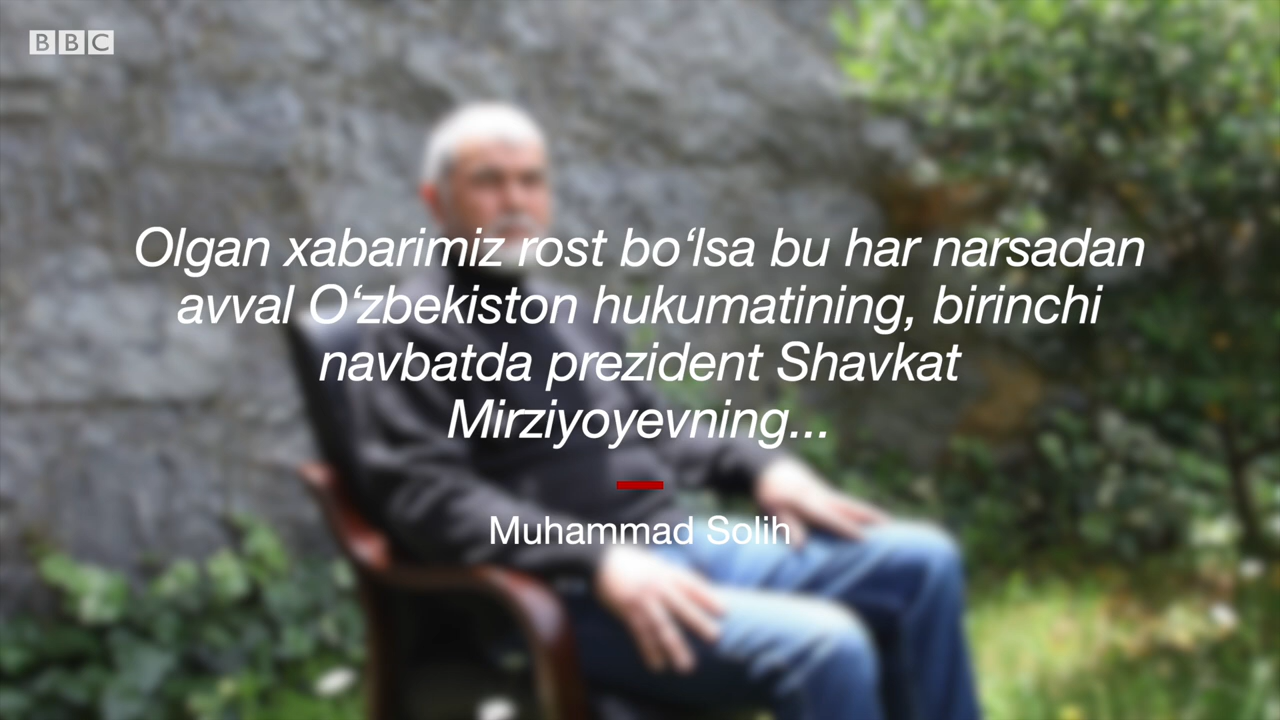 BBC
Olgan xabarimiz rost bo‘lsa bu har narsadan
avval O‘zbekiston hukumatining, birinchi
navbatda prezident Shavkat
Mirziyoyevning...
Muhammad Solih